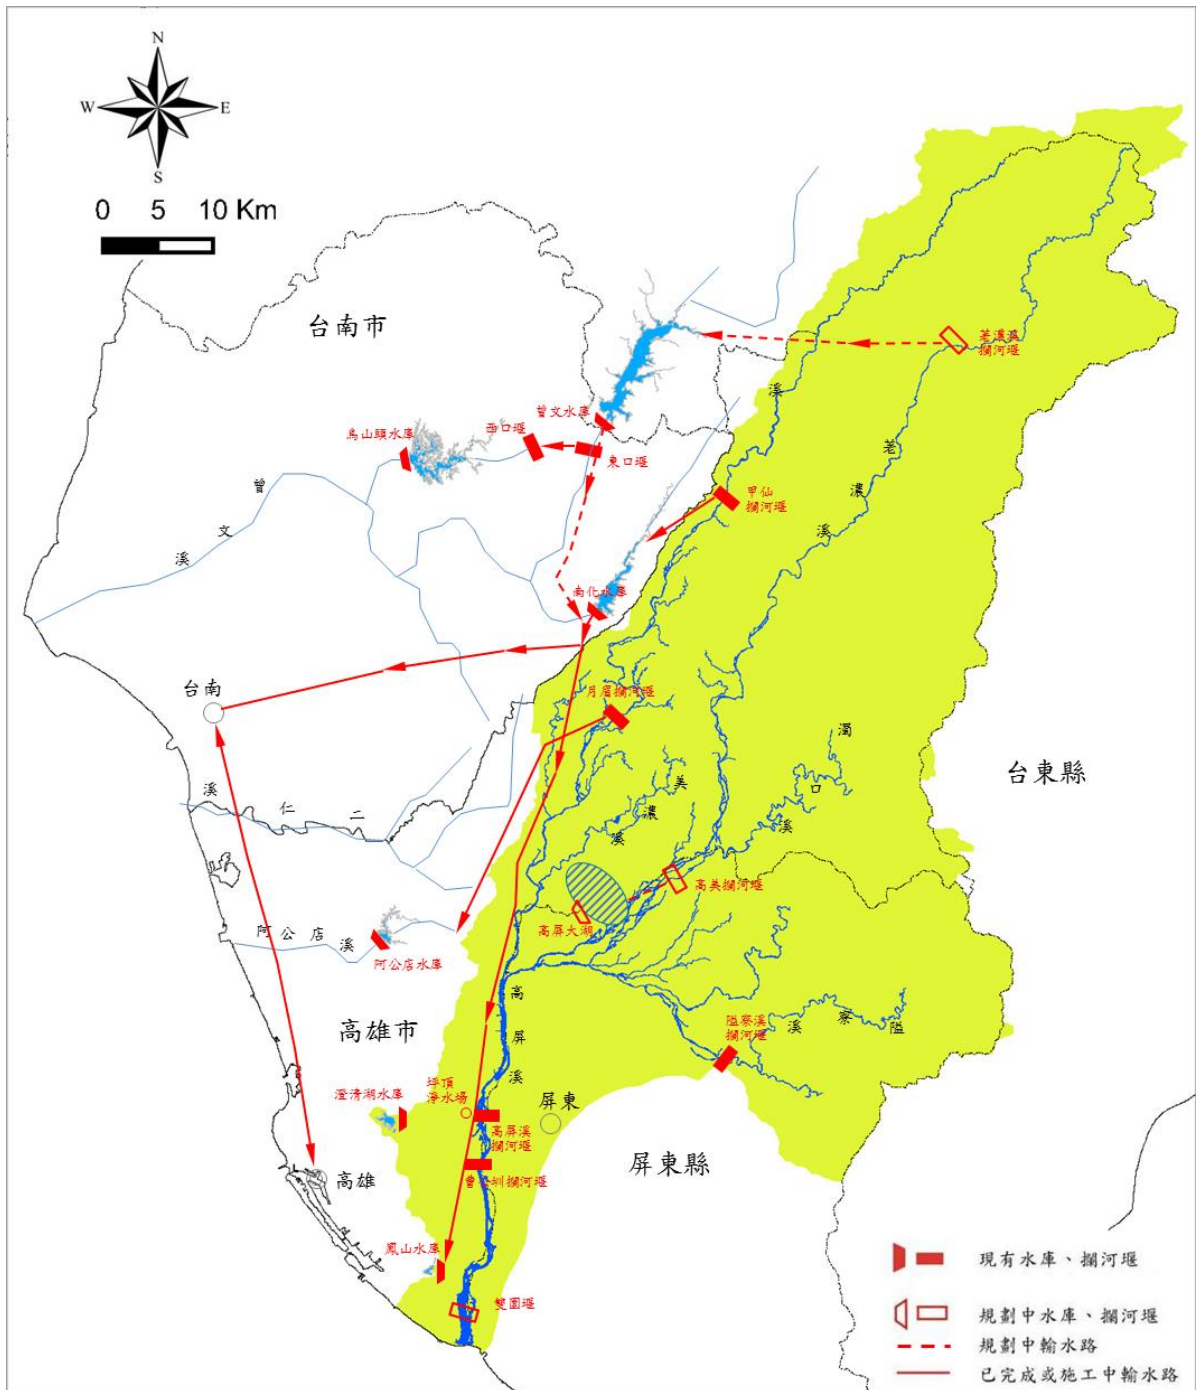 N
W
E
S
0 5 10 Km
台南市
荖濃溪
攔河堰
曾文水庫
西口堰
烏山頭水庫
東口堰
溪
荖
濃
溪
甲仙
攔河堰
曾
文
溪
南化水庫
台南
月眉攔河堰
濁
口
溪
台東縣
美
濃
溪
溪
仁
二
高美攔河堰
高屏大湖
阿公店溪
阿公店水庫
高
屏
溪
高雄市
隘寮溪
攔河堰
溪
寮
隘
坪頂
淨水場
澄清湖水庫
屏東
高屏溪
攔河堰
屏東縣
高雄
曹公圳攔河堰
鳳山水庫
雙園堰
現有水庫、攔河堰
規劃中水庫、攔河堰
規劃中輸水路
已完成或施工中輸水路